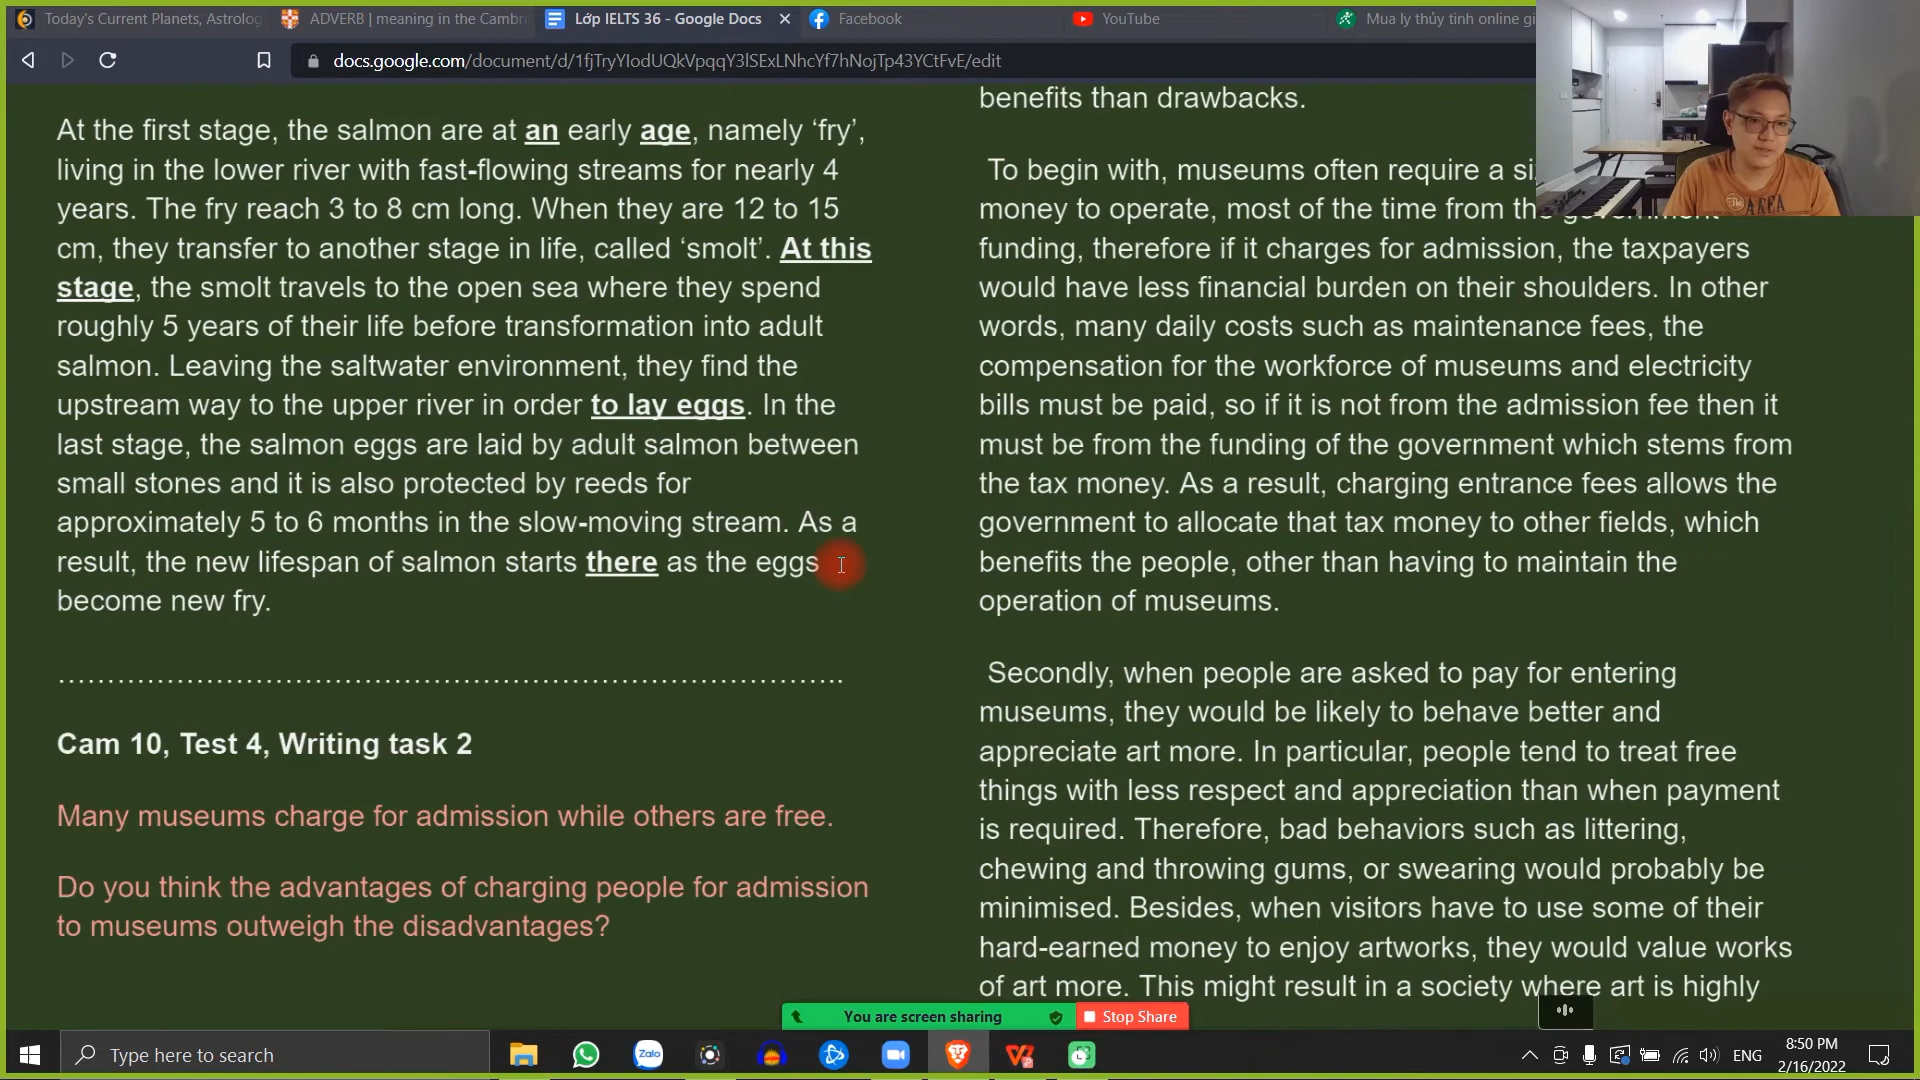 Today's Current Planets, Astrolog
ADVERB | meaning in the Cambri
Lớp IELTS 36 - Google Docs
Facebook
YouTube
Mua ly thủy tinh online gi
docs.google.com/document/d/1fjTryYIodUQkVpqqY3lSExLNhcYf7hNojTp43YCtFvE/edit
At the first stage, the salmon are at an early age, namely ‘fry’,
living in the lower river with fast-flowing streams for nearly 4
years. The fry reach 3 to 8 cm long. When they are 12 to 15
cm, they transfer to another stage in life, called ‘smolt’. At this
stage, the smolt travels to the open sea where they spend
roughly 5 years of their life before transformation into adult
salmon. Leaving the saltwater environment, they find the
upstream way to the upper river in order to lay eggs. In the
last stage, the salmon eggs are laid by adult salmon between
small stones and it is also protected by reeds for
approximately 5 to 6 months in the slow-moving stream. As a
result, the new lifespan of salmon starts there as the eggs
become new fry.
…………………………………………………………………..
Cam 10, Test 4, Writing task 2
Many museums charge for admission while others are free.
Do you think the advantages of charging people for admission
to museums outweigh the disadvantages?
benefits than drawbacks.
To begin with, museums often require a
money to operate, most of the time from the government
funding, therefore if it charges for admission, the taxpayers
would have less financial burden on their shoulders. In other
words, many daily costs such as maintenance fees, the
compensation for the workforce of museums and electricity
bills must be paid, so if it is not from the admission fee then it
must be from the funding of the government which stems from
the tax money. As a result, charging entrance fees allows the
government to allocate that tax money to other fields, which
benefits the people, other than having to maintain the
operation of museums.
Secondly, when people are asked to pay for entering
museums, they would be likely to behave better and
appreciate art more. In particular, people tend to treat free
things with less respect and appreciation than when payment
is required. Therefore, bad behaviors such as littering,
chewing and throwing gums, or swearing would probably be
minimised. Besides, when visitors have to use some of their
hard-earned money to enjoy artworks, they would value works
of art more. This might result in a society where art is highly
You are screen sharing
Stop Share
Type here to search
Zalo
ENG
8:50 PM
2/16/2022